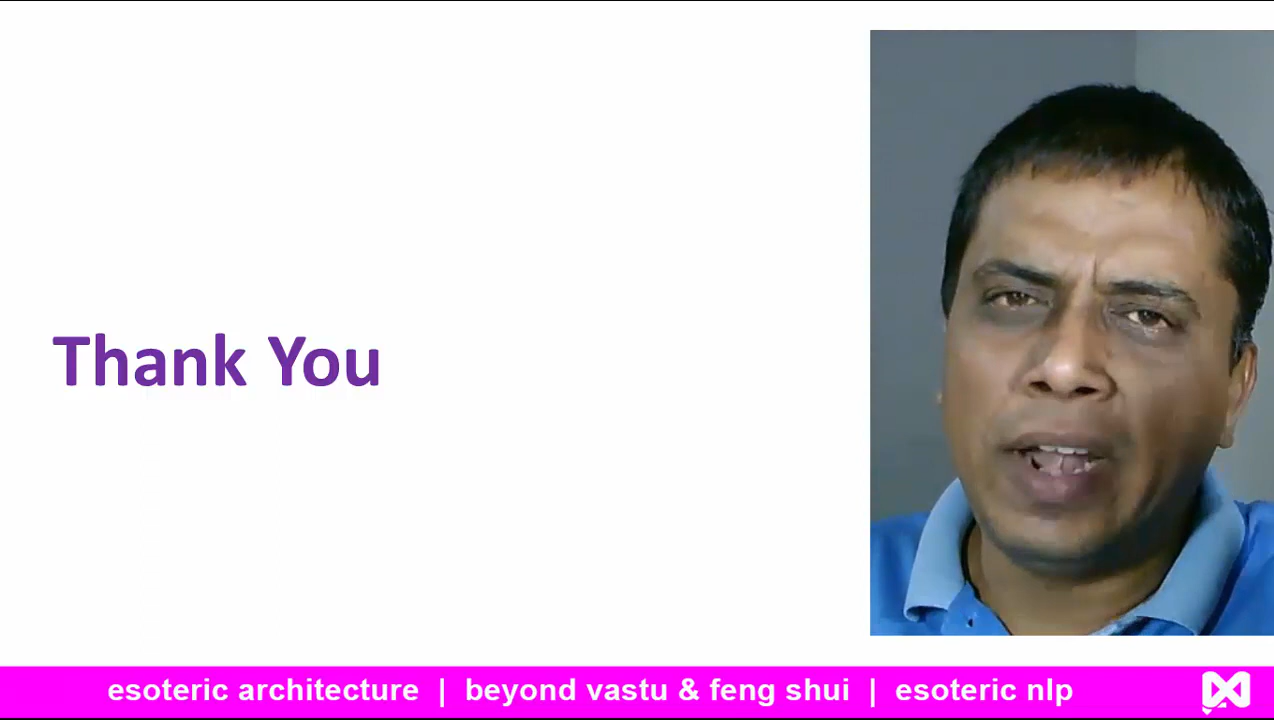 Thank You
esoteric architecture | beyond vastu & feng shui | esoteric nlp